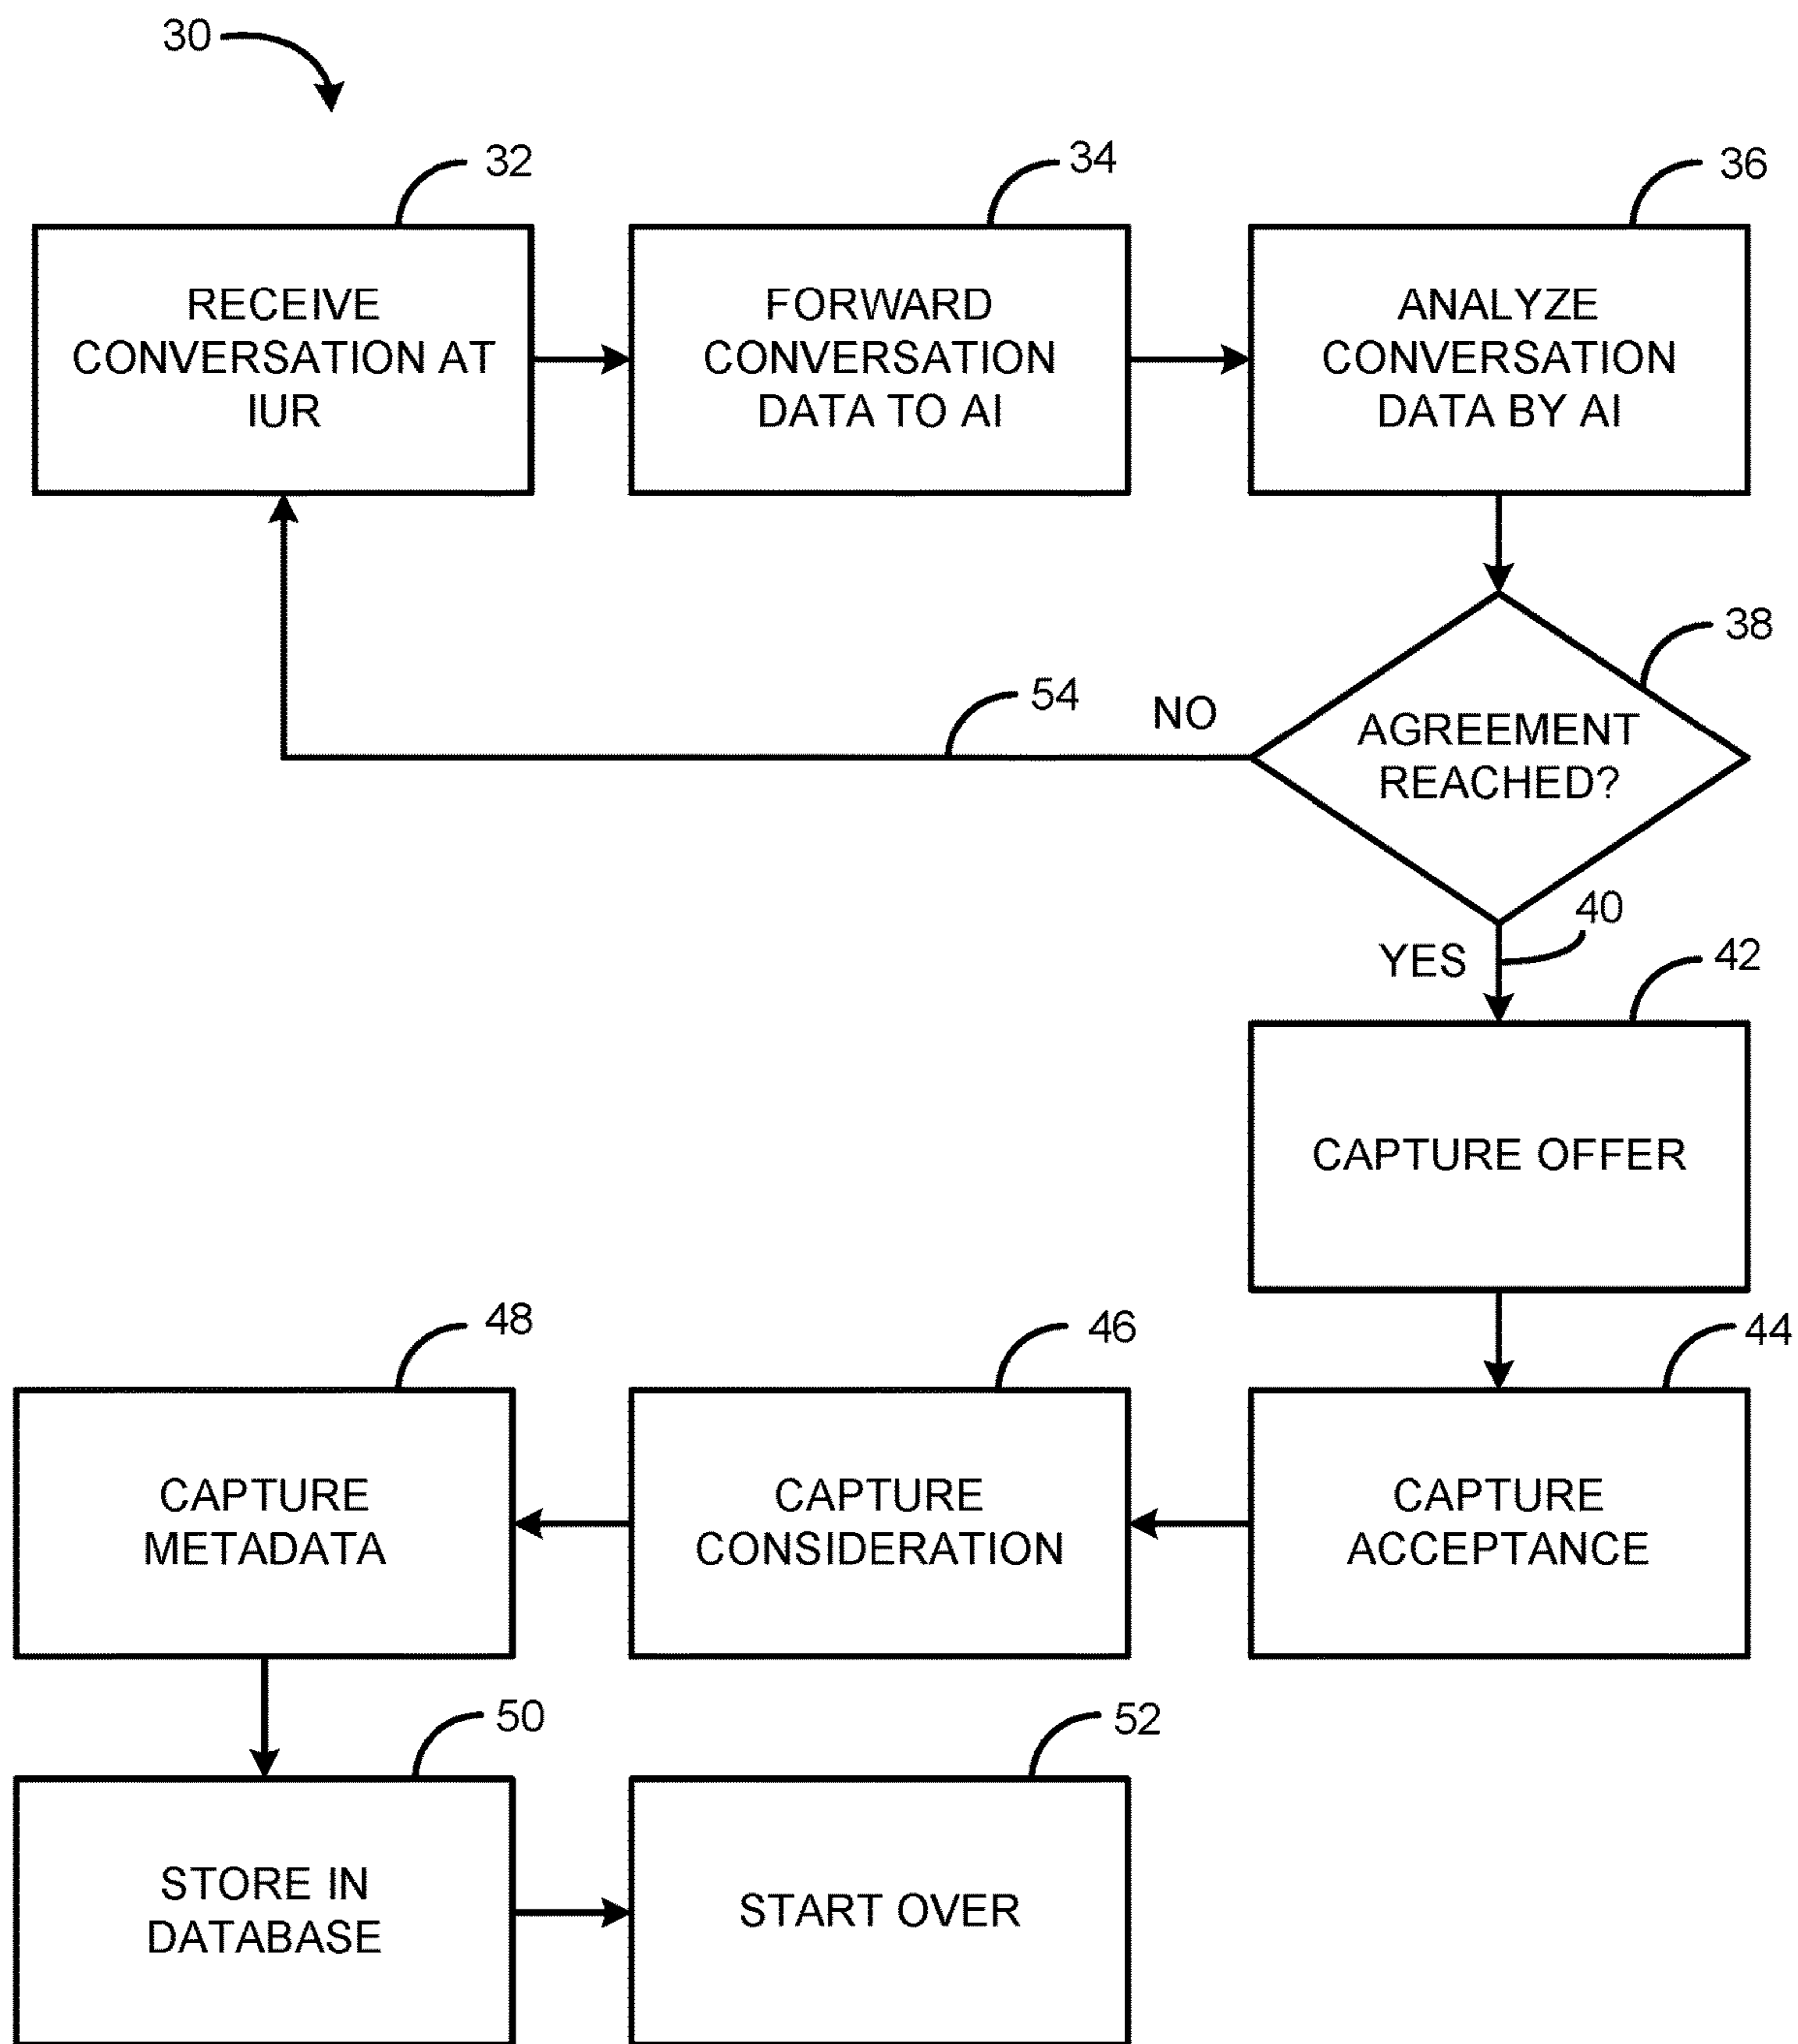 30
32
RECEIVE
CONVERSATION AT
IUR
34
FORWARD
CONVERSATION
DATA TO AI
36
ANALYZE
CONVERSATION
DATA BY AI
38
AGREEMENT
REACHED?
54
NO
40
YES
42
CAPTURE OFFER
44
CAPTURE
ACCEPTANCE
46
CAPTURE
CONSIDERATION
48
CAPTURE
METADATA
50
STORE IN
DATABASE
52
START OVER